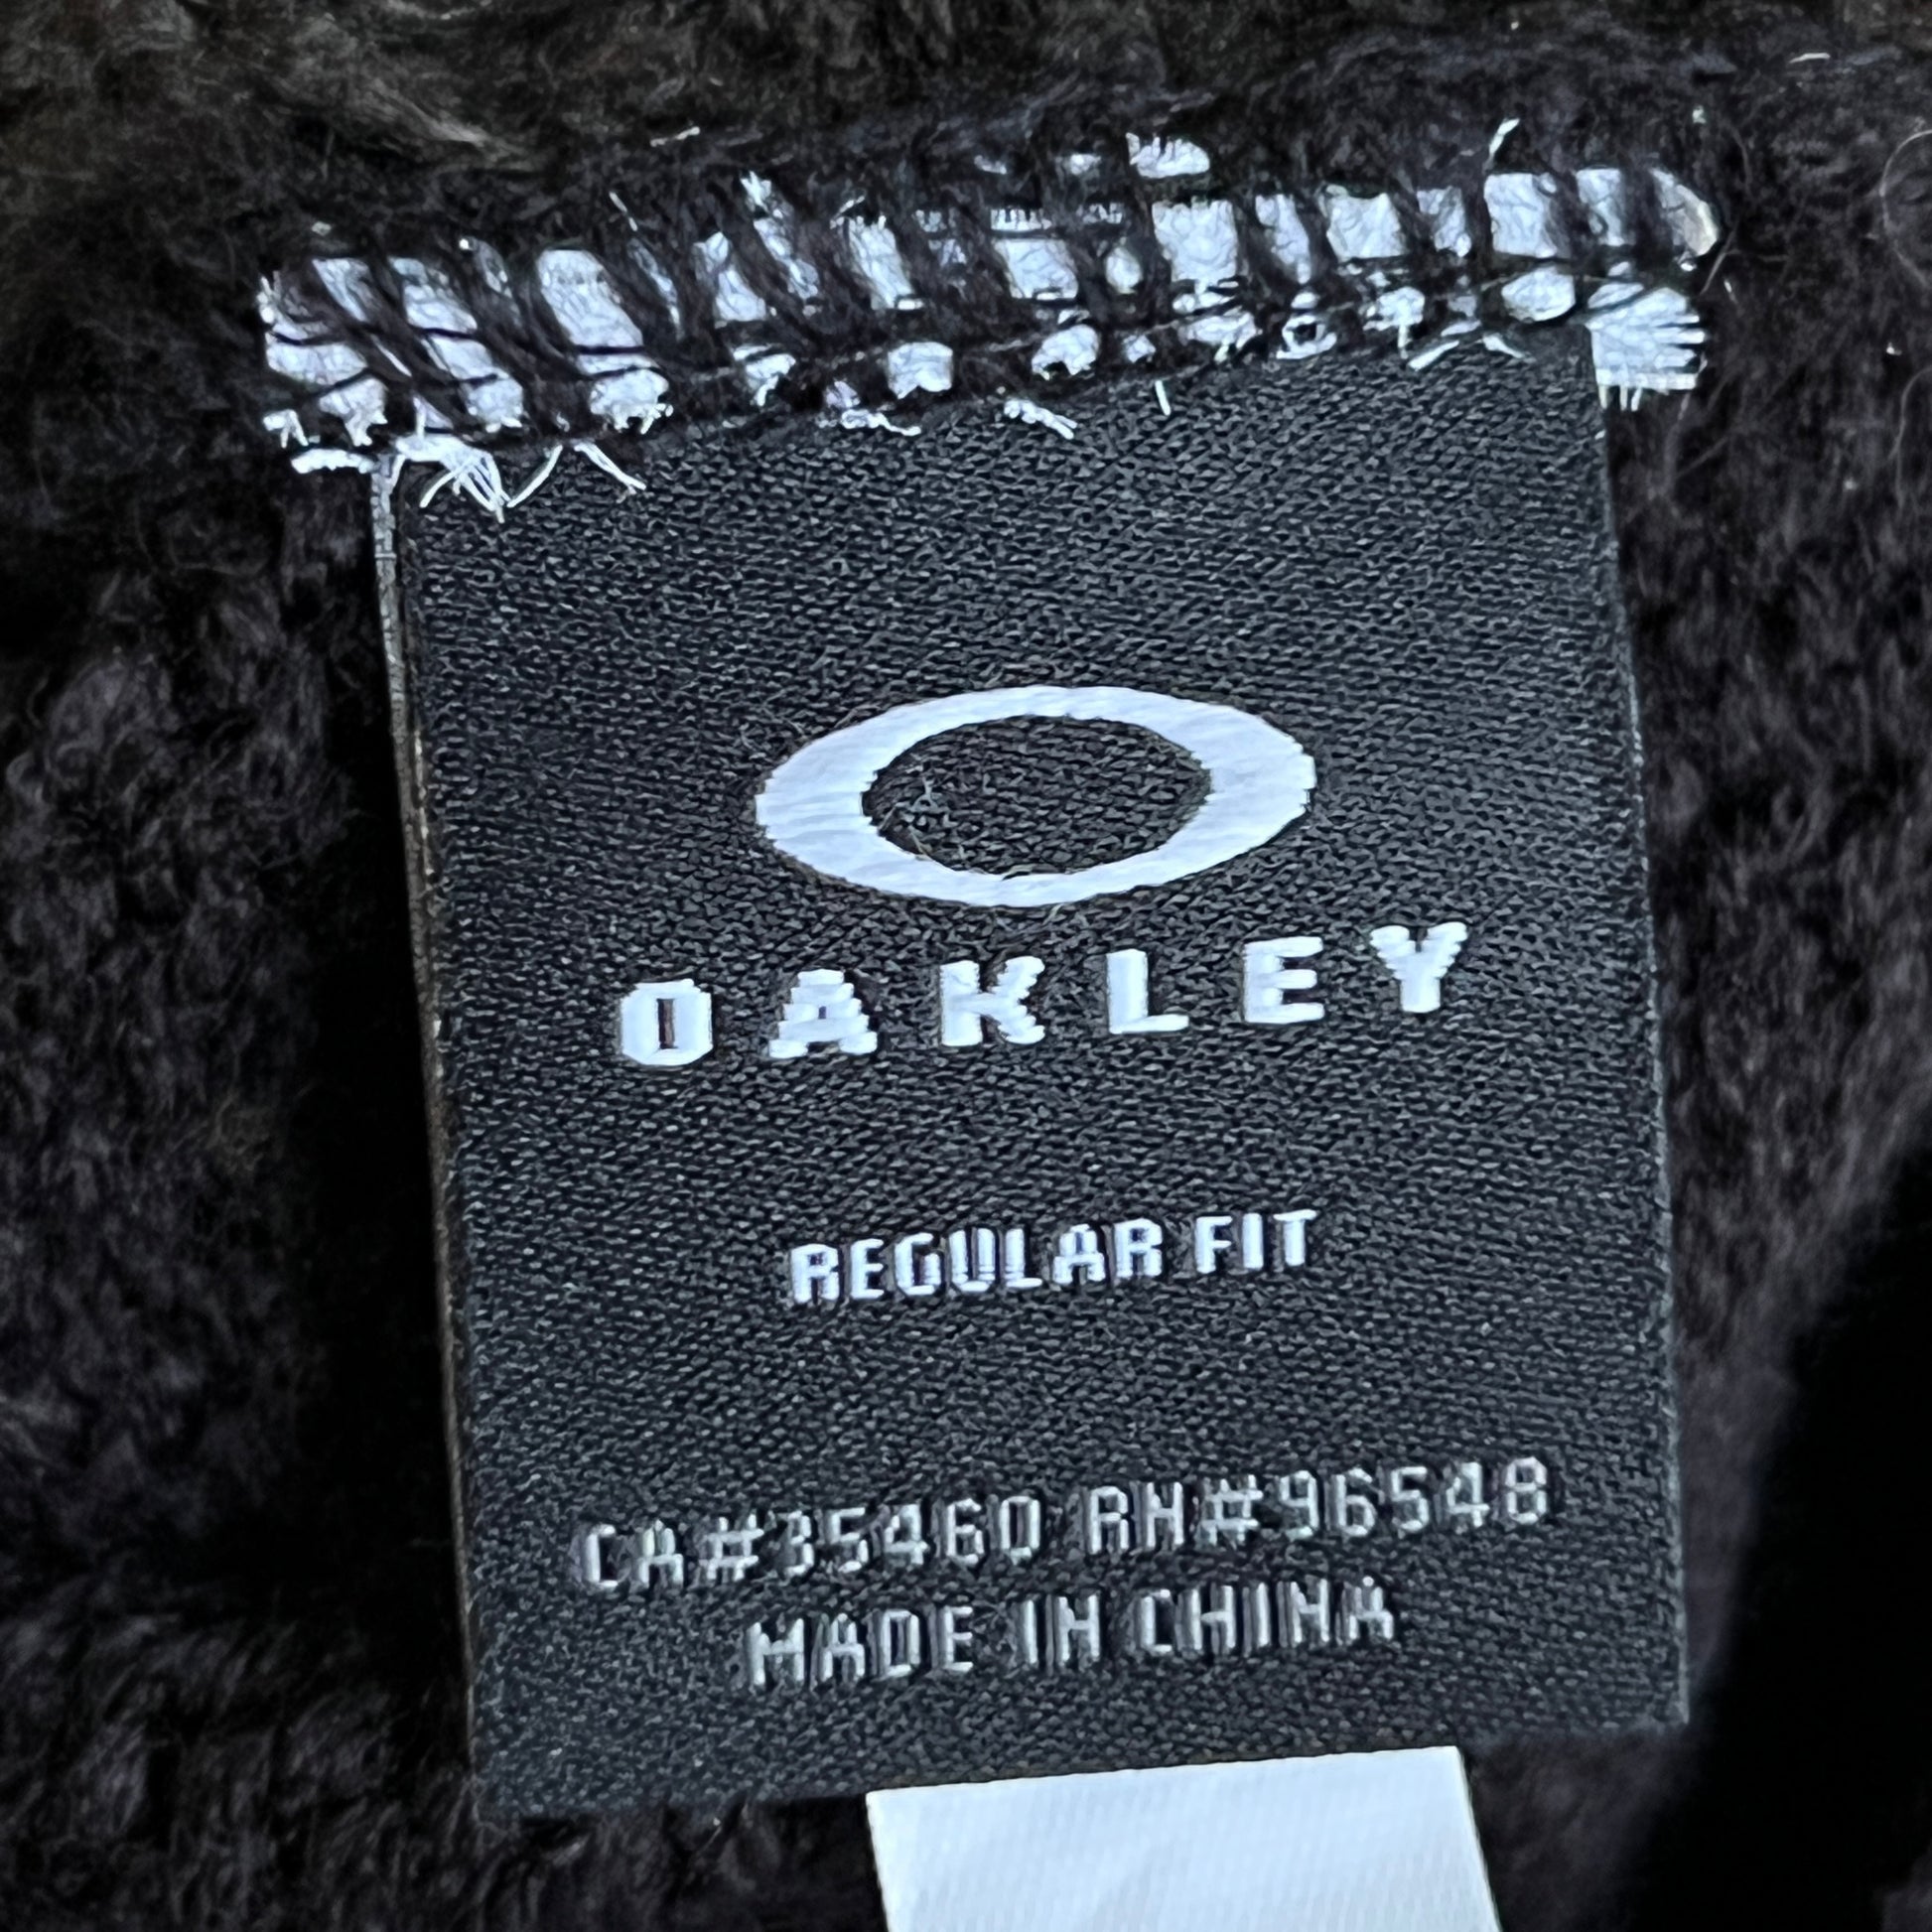 OAKLEY
REGULAR FIT
CA#35460 RN#96548
MADE IN CHINA